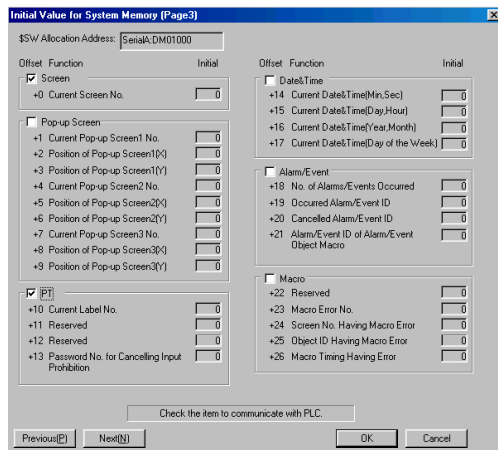 Initial Value for System Memory (Page3)
$SW Allocation Address: SerialA:DM01000
Offset Function Initial
Screen
+0 Current Screen No. 0
Pop-up Screen
+1 Current Pop-up Screen1 No. 0
+2 Position of Pop-up Screen1(X) 0
+3 Position of Pop-up Screen1(Y) 0
+4 Current Pop-up Screen2 No. 0
+5 Position of Pop-up Screen2(X) 0
+6 Position of Pop-up Screen2(Y) 0
+7 Current Pop-up Screen3 No. 0
+8 Position of Pop-up Screen3(X) 0
+9 Position of Pop-up Screen3(Y) 0
PT
+10 Current Label No. 0
+11 Reserved 0
+12 Reserved 0
+13 Password No. for Cancelling Input 0
Prohibition
Offset Function Initial
Date&Time
+14 Current Date&Time(Min,Sec) 0
+15 Current Date&Time(Day,Hour) 0
+16 Current Date&Time(Year,Month) 0
+17 Current Date&Time(Day of the Week) 0
Alarm/Event
+18 No. of Alarms/Events Occurred 0
+19 Occurred Alarm/Event ID 0
+20 Cancelled Alarm/Event ID 0
+21 Alarm/Event ID of Alarm/Event 0
Object Macro
Macro
+22 Reserved 0
+23 Macro Error No. 0
+24 Screen No. Having Macro Error 0
+25 Object ID Having Macro Error 0
+26 Macro Timing Having Error 0
Check the item to communicate with PLC.
Previous(P) Next(N) OK Cancel